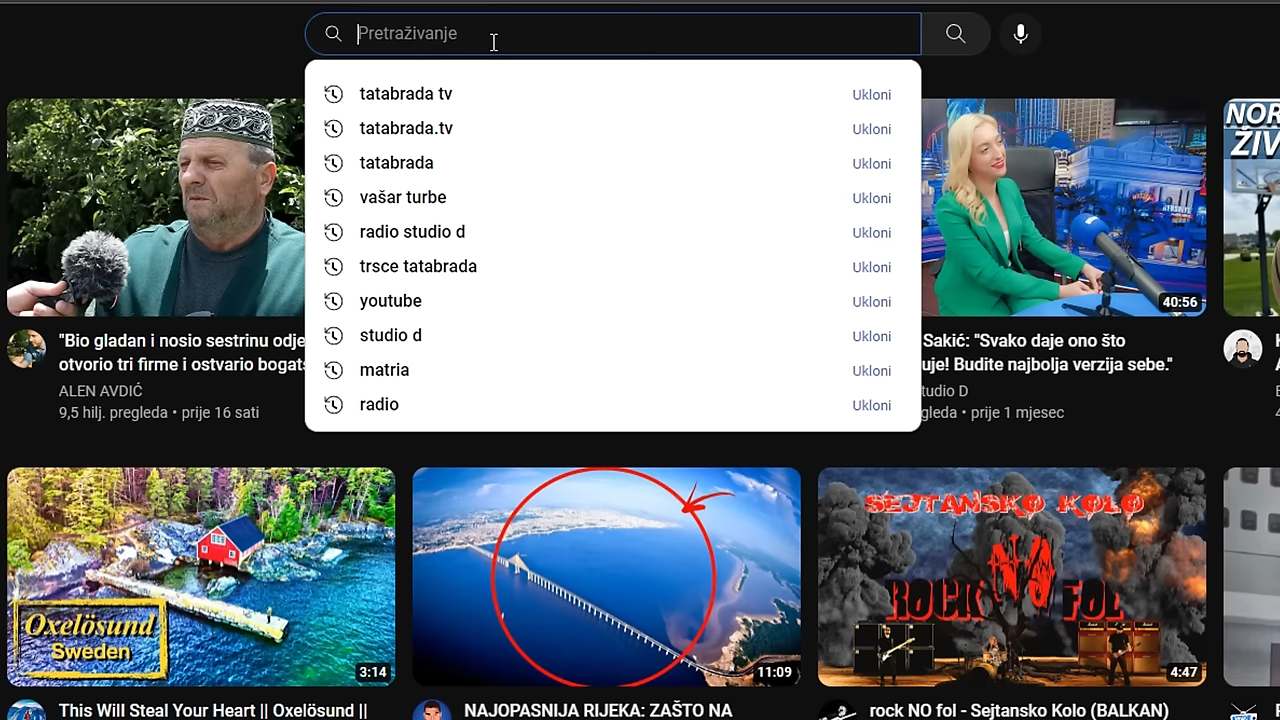 Pretraživanje
tatabrada tv Ukloni
tatabrada.tv Ukloni
tatabrada Ukloni
vašar turbe Ukloni
radio studio d Ukloni
trsce tatabrada Ukloni
youtube Ukloni
studio d Ukloni
matria Ukloni
radio Ukloni
NOR
ŽIV
40:56
"Bio gladan i nosio sestrinu odje
otvorio tri firme i ostvario bogats
ALEN AVDIĆ
9,5 hilj. pregleda • prije 16 sati
Sakić: "Svako daje ono što
uje! Budite najbolja verzija sebe."
tudio D
gleda • prije 1 mjesec
Oxelösund
Sweden
3:14
11:09
SEJTANSKO KOLO
ROCK NO FOL
4:47
This Will Steal Your Heart || Oxelösund ||
NAJOPASNIJA RIJEKA: ZAŠTO NA
rock NO fol - Sejtansko Kolo (BALKAN)